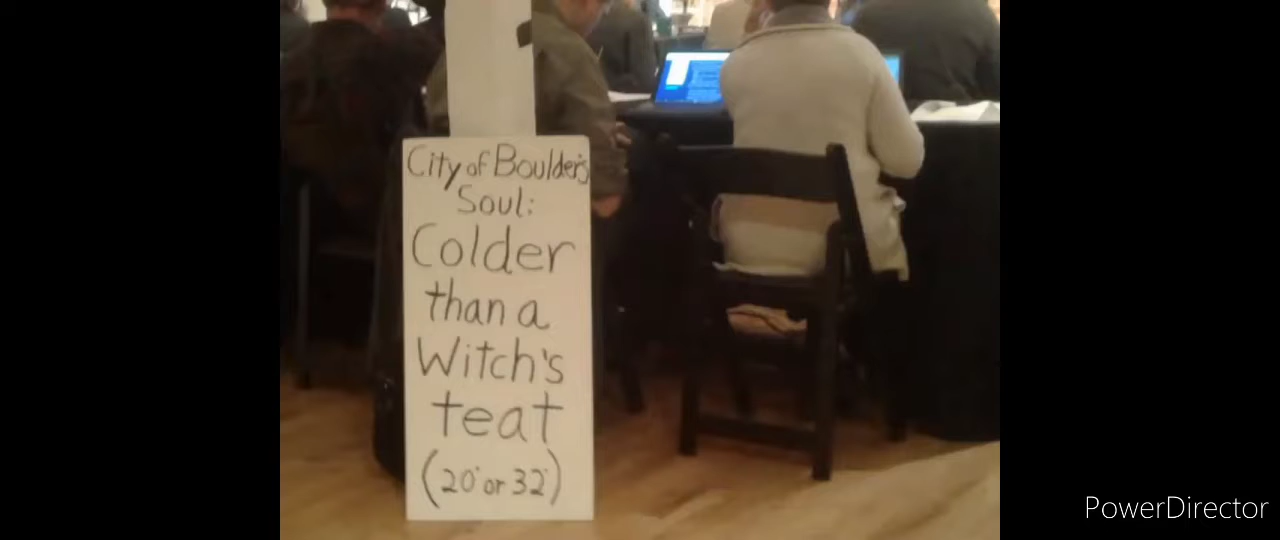 City of Boulder's
Soul:
Colder
than a
Witch's
teat
(20° or 32°)
PowerDirector